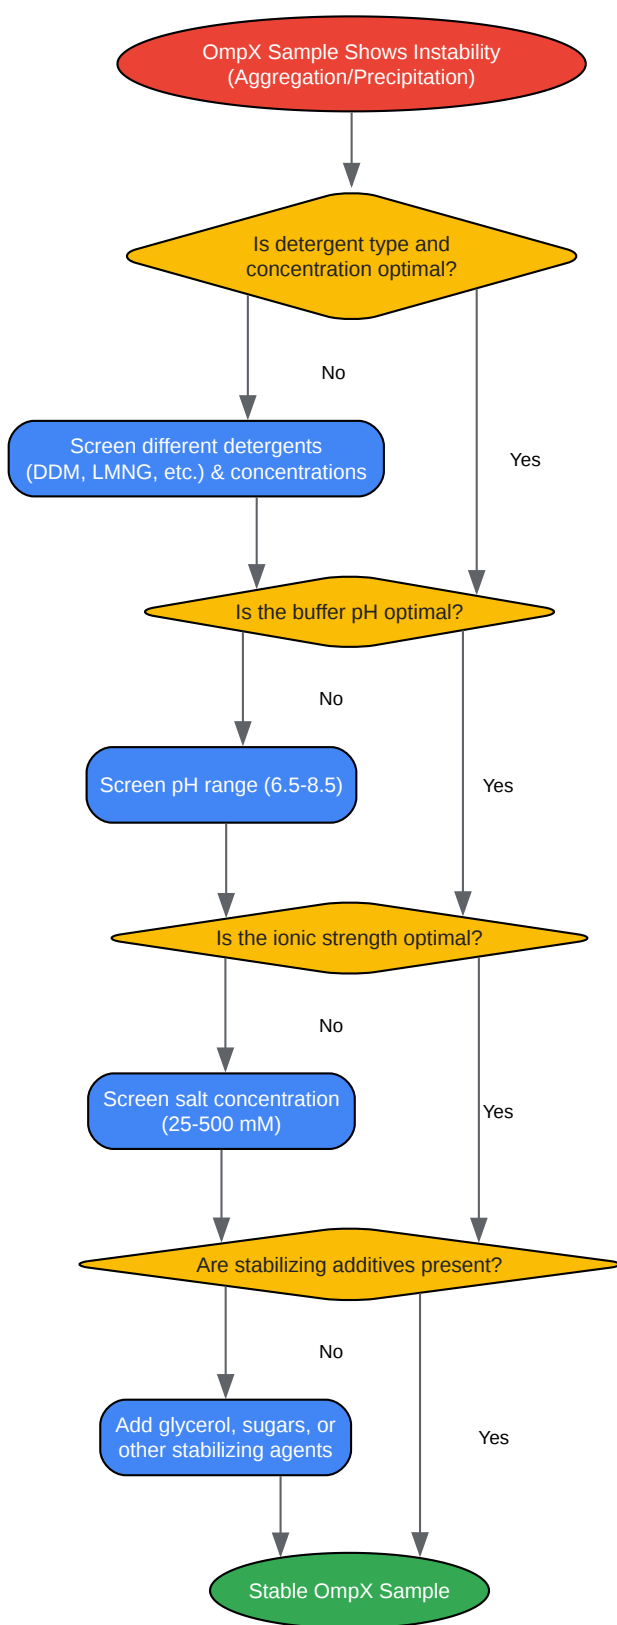 OmpX Sample Shows Instability
(Aggregation/Precipitation)
Is detergent type and
concentration optimal?
No
Screen different detergents
(DDM, LMNG, etc.) & concentrations
Yes
Is the buffer pH optimal?
No
Screen pH range (6.5-8.5)
Yes
Is the ionic strength optimal?
No
Screen salt concentration
(25-500 mM)
Yes
Are stabilizing additives present?
No
Add glycerol, sugars, or
other stabilizing agents
Yes
Stable OmpX Sample